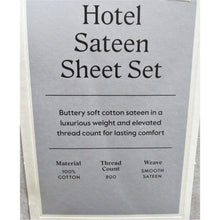 Hotel
Sateen
Sheet Set
Buttery soft cotton sateen in a
luxurious weight and elevated
thread count for lasting comfort
Material Thread Count Weave
100% COTTON 800 SMOOTH SATEEN